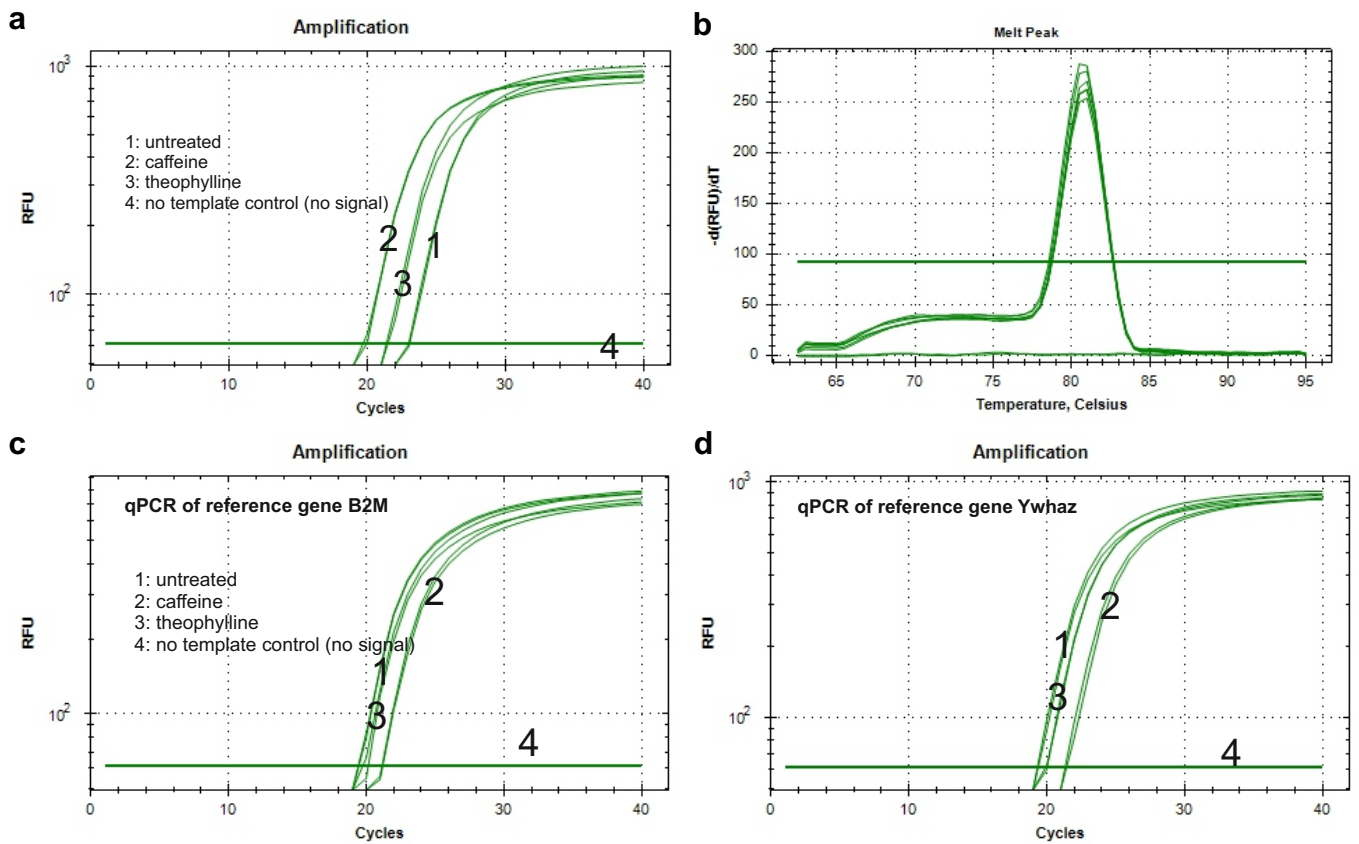 a
Amplification
10³
10²
RFU
1: untreated
2: caffeine
3: theophylline
4: no template control (no signal)
2
3
1
4
0 10 20 30 40
Cycles
b
Melt Peak
300
250
200
150
100
50
0
-d(RFU)/dT
65 70 75 80 85 90 95
Temperature, Celsius
c
Amplification
qPCR of reference gene B2M
10²
RFU
1: untreated
2: caffeine
3: theophylline
4: no template control (no signal)
2
1
3
4
0 10 20 30 40
Cycles
d
Amplification
10³
10²
RFU
qPCR of reference gene Ywhaz
2
1
3
4
0 10 20 30 40
Cycles